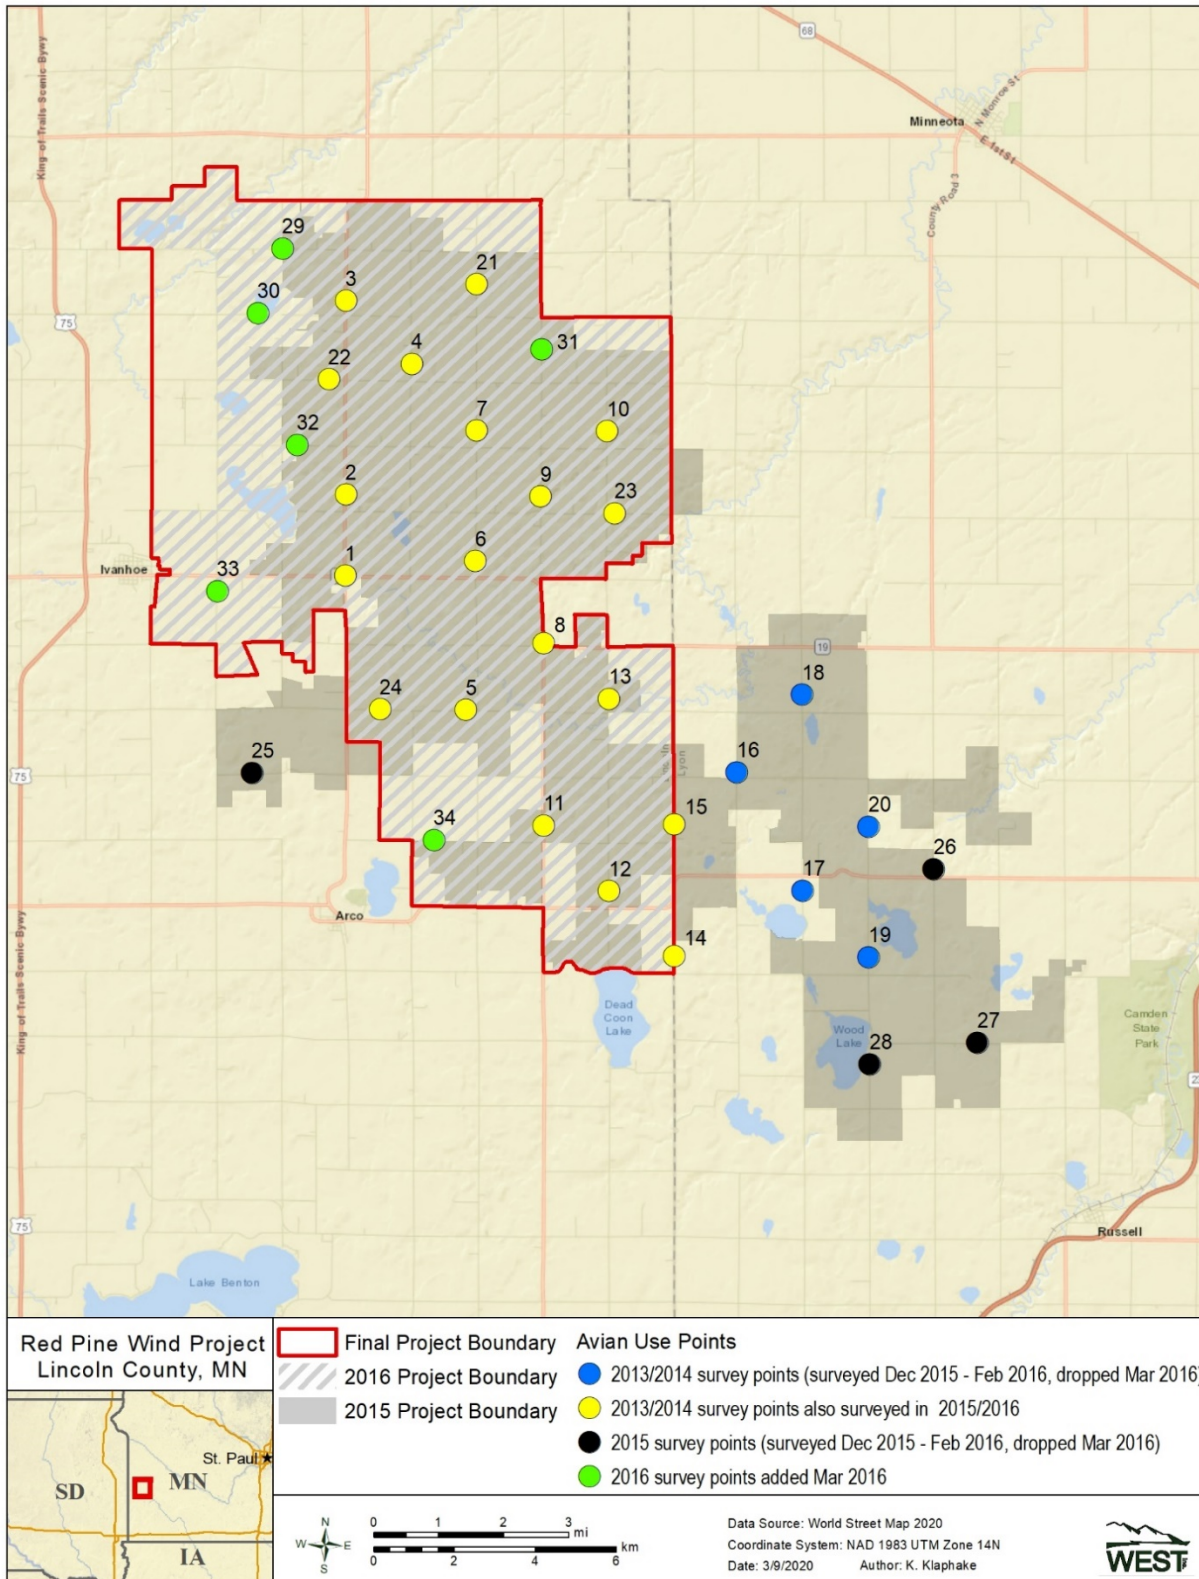 68
King of Trails Scenic Bywy
Minneota
N Monroe St
E 1st St
County Road 3
29
21
3
30
75
4
31
22
7
10
32
2
9
23
6
1
Ivanhoe
33
8
19
13
18
24
5
25
16
75
Lyon
11
15
20
34
26
12
17
Arco
14
19
King of Trails Scenic Bywy
Dead
Coon
Lake
Camden
State
Park
27
Wood
Lake
28
23
75
Russell
Lake Benton
Red Pine Wind Project
Lincoln County, MN
St. Paul
MN
SD
IA
Final Project Boundary
2016 Project Boundary
2015 Project Boundary
Avian Use Points
2013/2014 survey points (surveyed Dec 2015 - Feb 2016, dropped Mar 2016)
2013/2014 survey points also surveyed in 2015/2016
2015 survey points (surveyed Dec 2015 - Feb 2016, dropped Mar 2016)
2016 survey points added Mar 2016
N
W E
S
0 1 2 3
mi
0 2 4 6
km
Data Source: World Street Map 2020
Coordinate System: NAD 1983 UTM Zone 14N
Date: 3/9/2020 Author: K. Klaphake
WEST